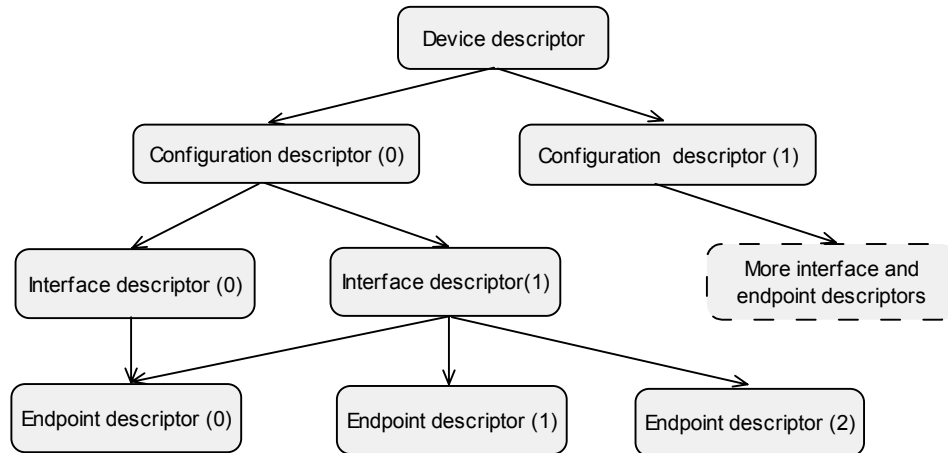 Device descriptor
Configuration descriptor (0)
Configuration descriptor (1)
Interface descriptor (0)
Interface descriptor(1)
More interface and
endpoint descriptors
Endpoint descriptor (0)
Endpoint descriptor (1)
Endpoint descriptor (2)